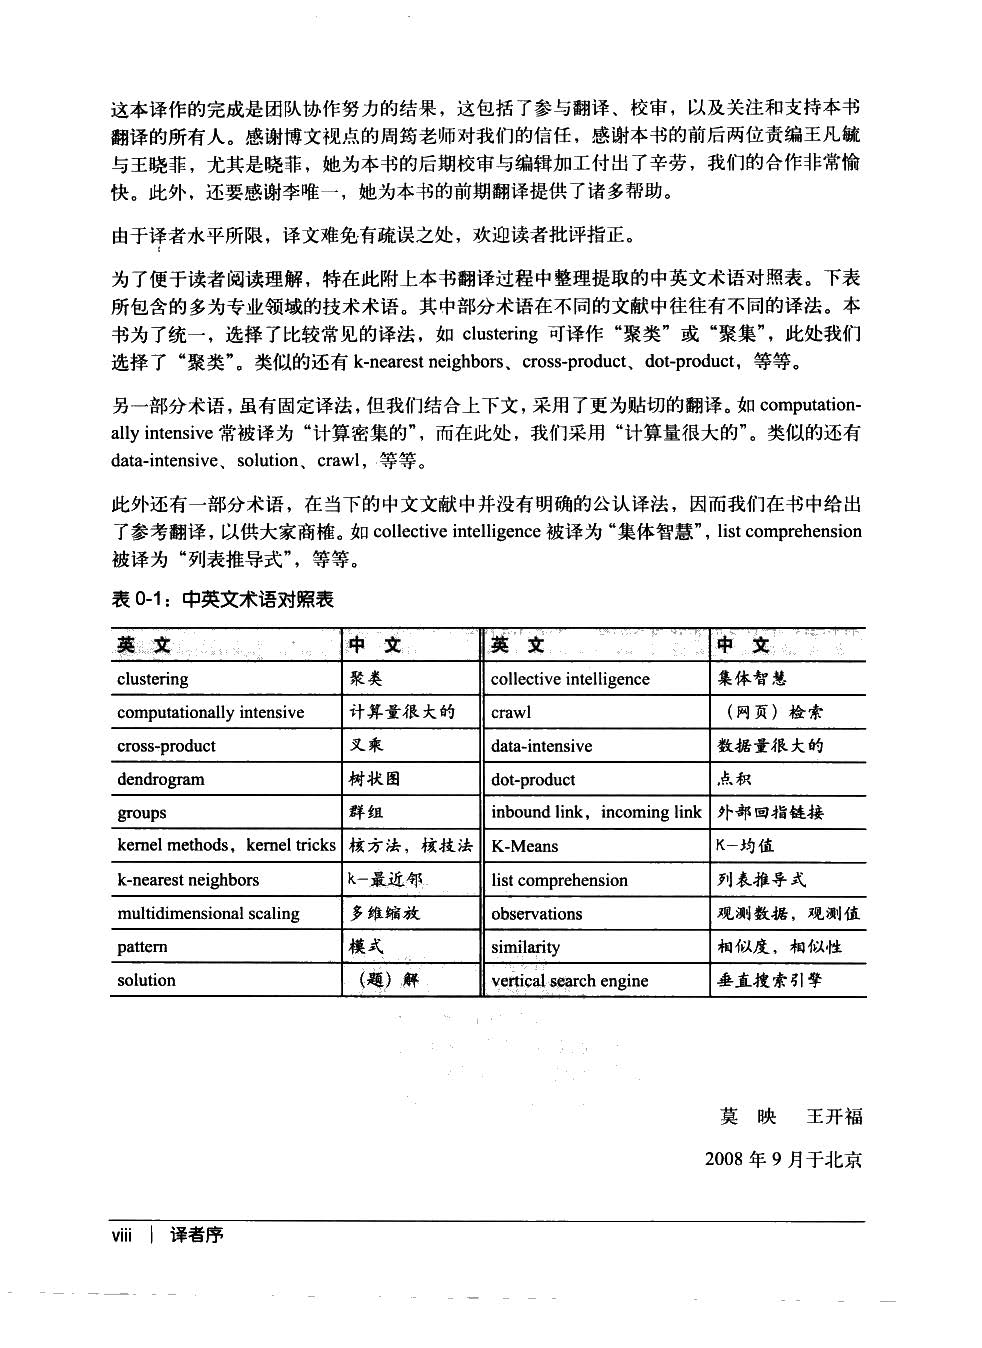 这本译作的完成是团队协作努力的结果，这包括了参与翻译、校审，以及关注和支持本书
翻译的所有人。感谢博文视点的周筠老师对我们的信任，感谢本书的前后两位责编王凡毓
与王晓菲，尤其是晓菲，她为本书的后期校审与编辑加工付出了辛劳，我们的合作非常愉
快。此外，还要感谢李唯一，她为本书的前期翻译提供了诸多帮助。
由于译者水平所限，译文难免有疏误之处，欢迎读者批评指正。
为了便于读者阅读理解，特在此附上本书翻译过程中整理提取的中英文术语对照表。下表
所包含的多为专业领域的技术术语。其中部分术语在不同的文献中往往有不同的译法。本
书为了统一，选择了比较常见的译法，如 clustering 可译作“聚类”或“聚集”，此处我们
选择了“聚类”。类似的还有 k-nearest neighbors、cross-product、dot-product，等等。
另一部分术语，虽有固定译法，但我们结合上下文，采用了更为贴切的翻译。如 computation-
ally intensive 常被译为“计算密集的”，而在此处，我们采用“计算量很大的”。类似的还有
data-intensive、solution、crawl，等等。
此外还有一部分术语，在当下的中文文献中并没有明确的公认译法，因而我们在书中给出
了参考翻译，以供大家商榷。如 collective intelligence 被译为“集体智慧”，list comprehension
被译为“列表推导式”，等等。
表 0-1：中英文术语对照表
英 文 中 文 英 文 中 文
clustering 聚类 collective intelligence 集体智慧
computationally intensive 计算量很大的 crawl （网页）检索
cross-product 叉乘 data-intensive 数据量很大的
dendrogram 树状图 dot-product 点积
groups 群组 inbound link，incoming link 外部回指链接
kernel methods，kernel tricks 核方法，核技法 K-Means K-均值
k-nearest neighbors k-最近邻 list comprehension 列表推导式
multidimensional scaling 多维缩放 observations 观测数据，观测值
pattern 模式 similarity 相似度，相似性
solution （题）解 vertical search engine 垂直搜索引擎
莫 映 王开福
2008 年 9 月于北京
viii | 译者序